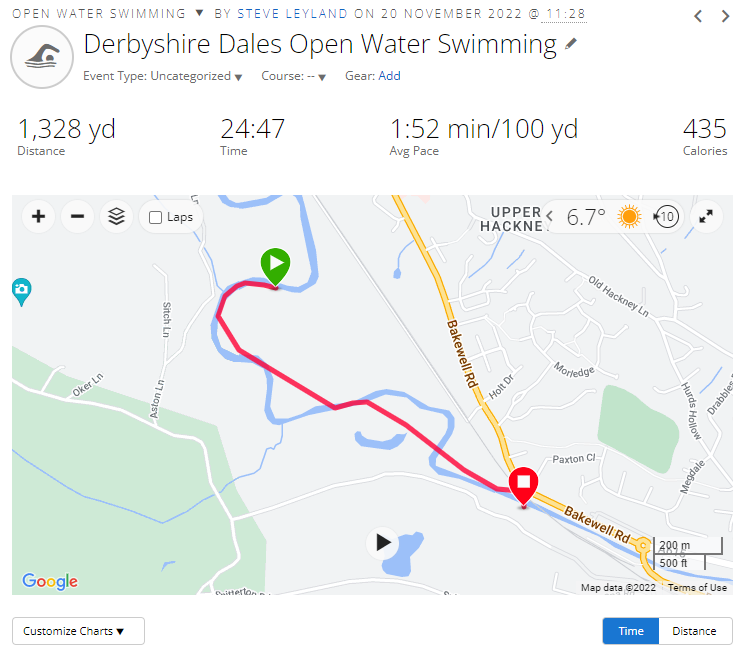 OPEN WATER SWIMMING ▼ BY STEVE LEYLAND ON 20 NOVEMBER 2022 @ 11:28
Derbyshire Dales Open Water Swimming
Event Type: Uncategorized ▼ Course: -- ▼ Gear: Add
1,328 yd 24:47 1:52 min/100 yd 435
Distance Time Avg Pace Calories
Laps
UPPER
HACKNE
6.7°
10
Old Hackney Ln
Sitch Ln
Bakewell Rd
Holt Dr
Morledge
Oker Ln
Aston Ln
Hurds Hollow
Drabbles
Paxton Cl
Megdale
Bakewell Rd
200 m
500 ft
Google
Map data ©2022 Terms of Use
Customize Charts ▼ Time Distance